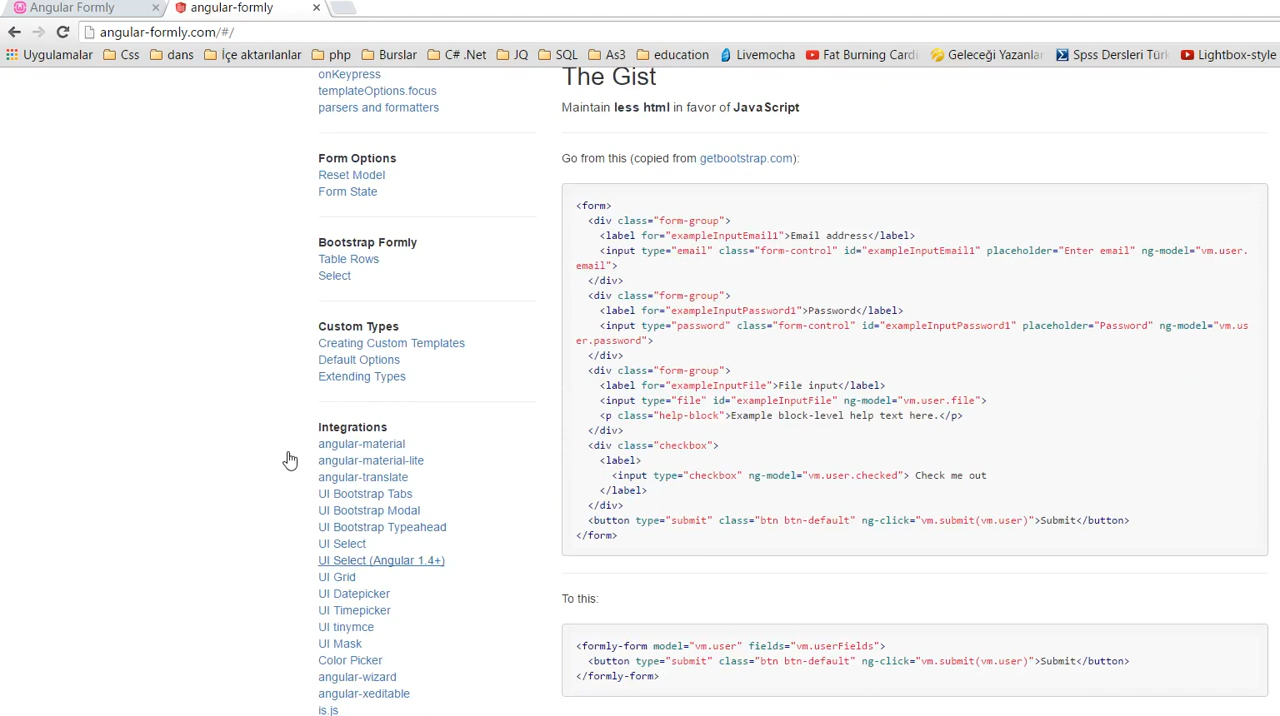 Angular Formly
angular-formly
angular-formly.com/#/
Uygulamalar Css dans İçe aktarılanlar php Burslar C# .Net JQ SQL As3 education Livemocha Fat Burning Cardi Geleceği Yazanlar Spss Dersleri Türk Lightbox-style
onKeypress
templateOptions.focus
parsers and formatters
Form Options
Reset Model
Form State
Bootstrap Formly
Table Rows
Select
Custom Types
Creating Custom Templates
Default Options
Extending Types
Integrations
angular-material
angular-material-lite
angular-translate
UI Bootstrap Tabs
UI Bootstrap Modal
UI Bootstrap Typeahead
UI Select
UI Select (Angular 1.4+)
UI Grid
UI Datepicker
UI Timepicker
UI tinymce
UI Mask
Color Picker
angular-wizard
angular-xeditable
is.js
The Gist
Maintain less html in favor of JavaScript
Go from this (copied from getbootstrap.com):
<form>
<div class="form-group">
<label for="exampleInputEmail1">Email address</label>
<input type="email" class="form-control" id="exampleInputEmail1" placeholder="Enter email" ng-model="vm.user.
email">
</div>
<div class="form-group">
<label for="exampleInputPassword1">Password</label>
<input type="password" class="form-control" id="exampleInputPassword1" placeholder="Password" ng-model="vm.us
er.password">
</div>
<div class="form-group">
<label for="exampleInputFile">File input</label>
<input type="file" id="exampleInputFile" ng-model="vm.user.file">
<p class="help-block">Example block-level help text here.</p>
</div>
<div class="checkbox">
<label>
<input type="checkbox" ng-model="vm.user.checked"> Check me out
</label>
</div>
<button type="submit" class="btn btn-default" ng-click="vm.submit(vm.user)">Submit</button>
</form>
To this:
<formly-form model="vm.user" fields="vm.userFields">
<button type="submit" class="btn btn-default" ng-click="vm.submit(vm.user)">Submit</button>
</formly-form>